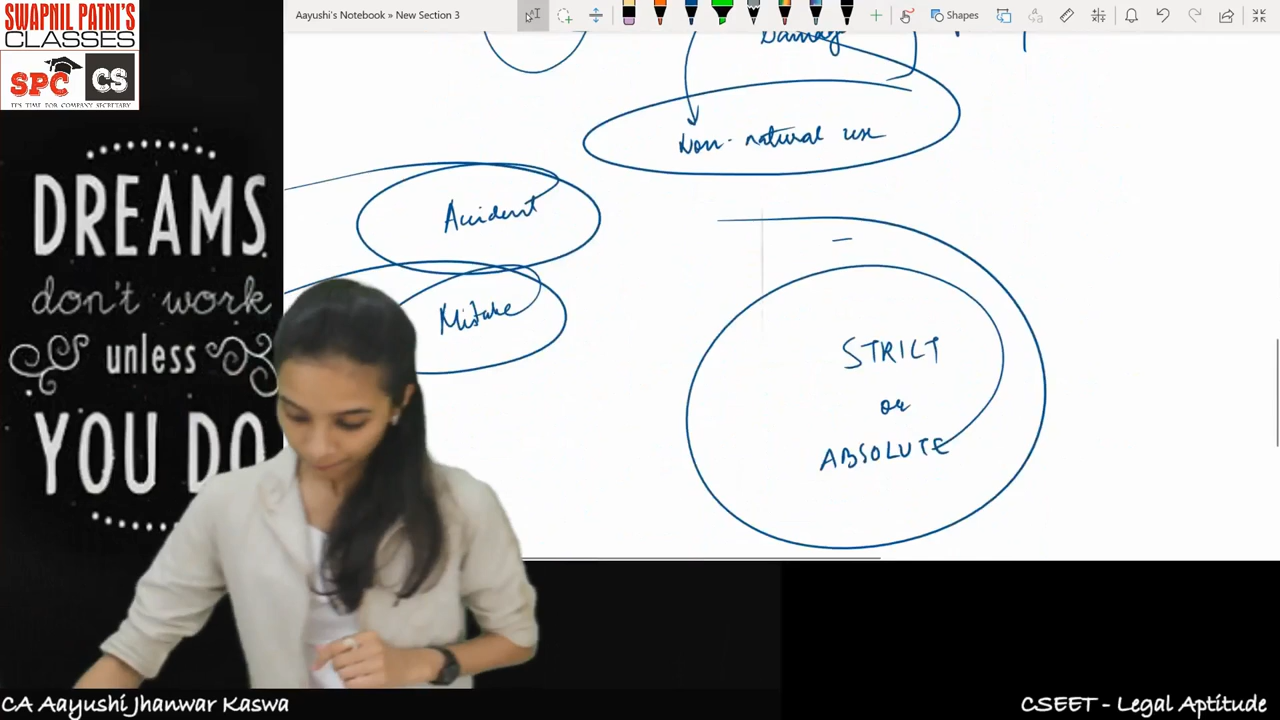 SWAPNIL PATNI'S
CLASSES
SPC CS
IT'S TIME FOR COMPANY SECRETARY
Aayushi's Notebook » New Section 3
Shapes
Damage
Non-natural use
Accident
Mistake
STRICT
or
ABSOLUTE
DREAMS
don't work
unless
YOU DO
CA Aayushi Jhanwar Kaswa
CSEET - Legal Aptitude